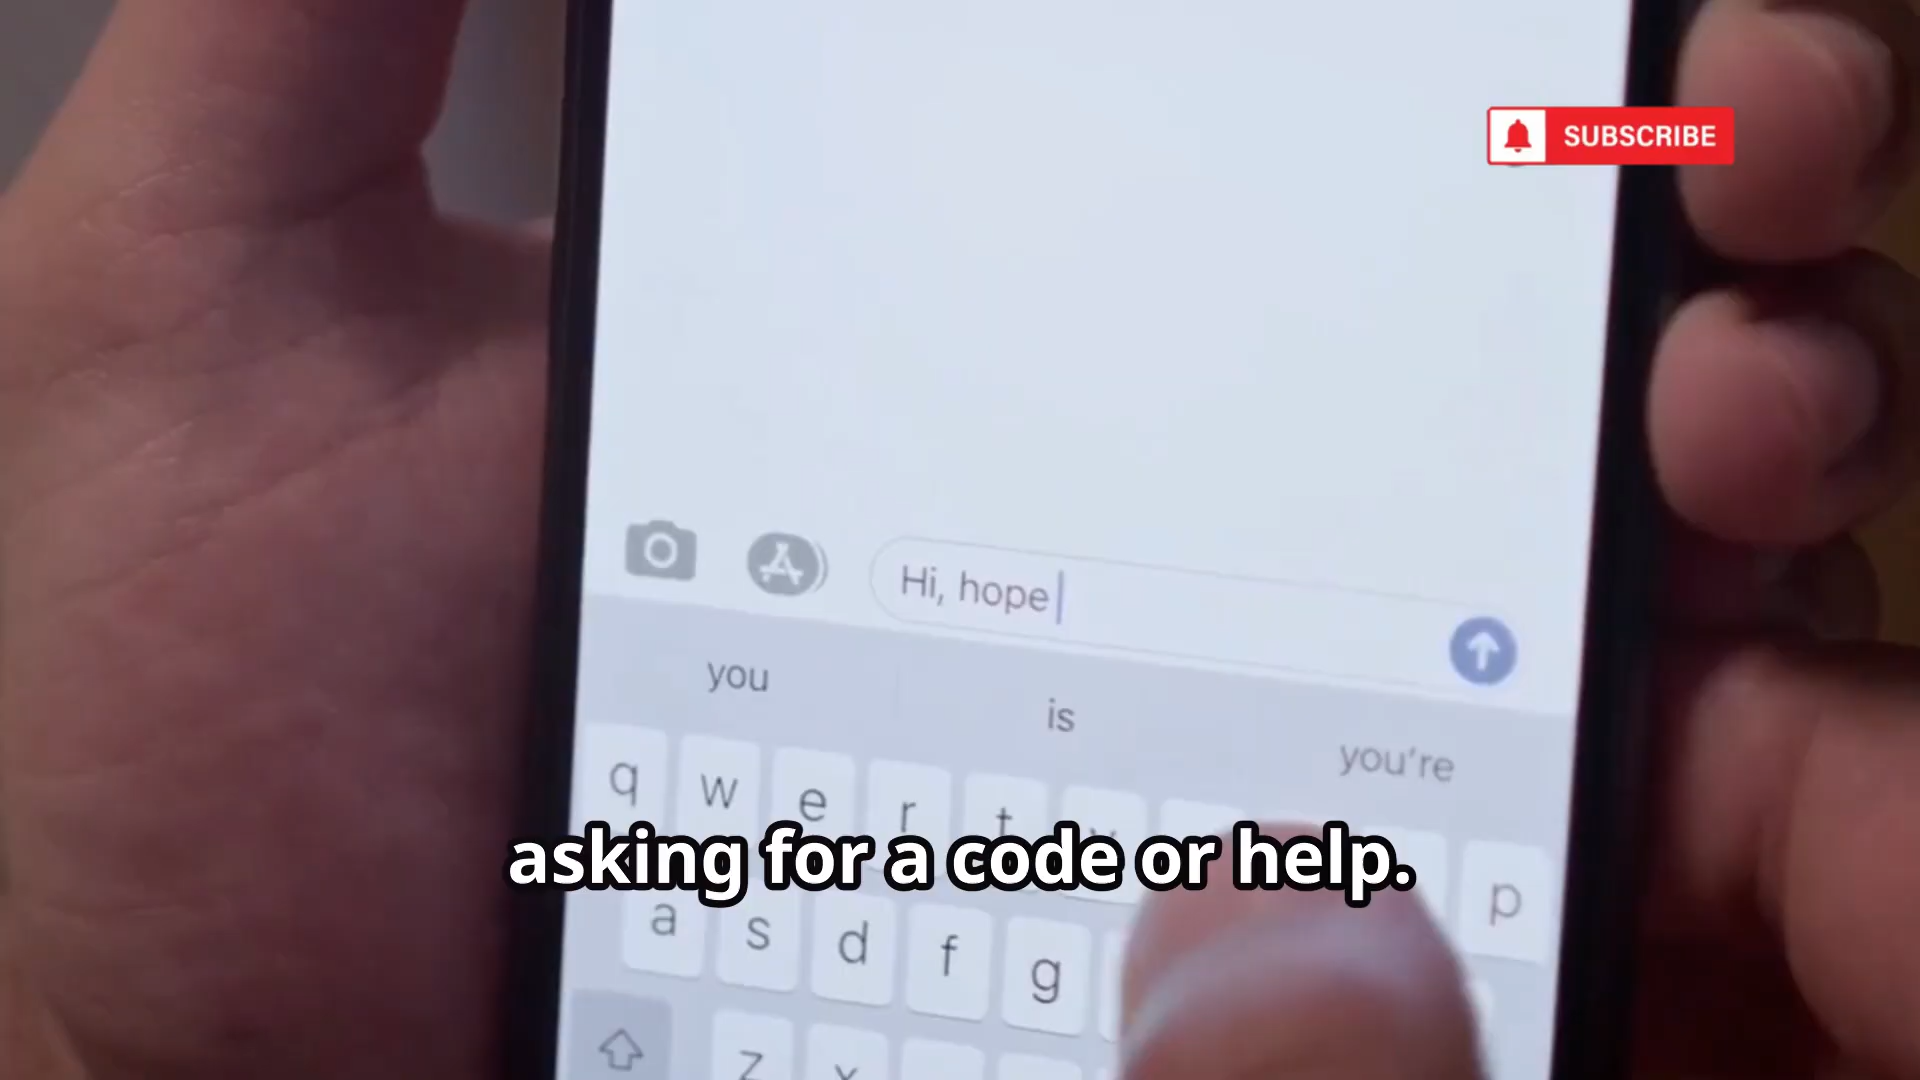 SUBSCRIBE
Hi, hope
you is you're
q w e r t p
asking for a code or help.
a s d f g
z x